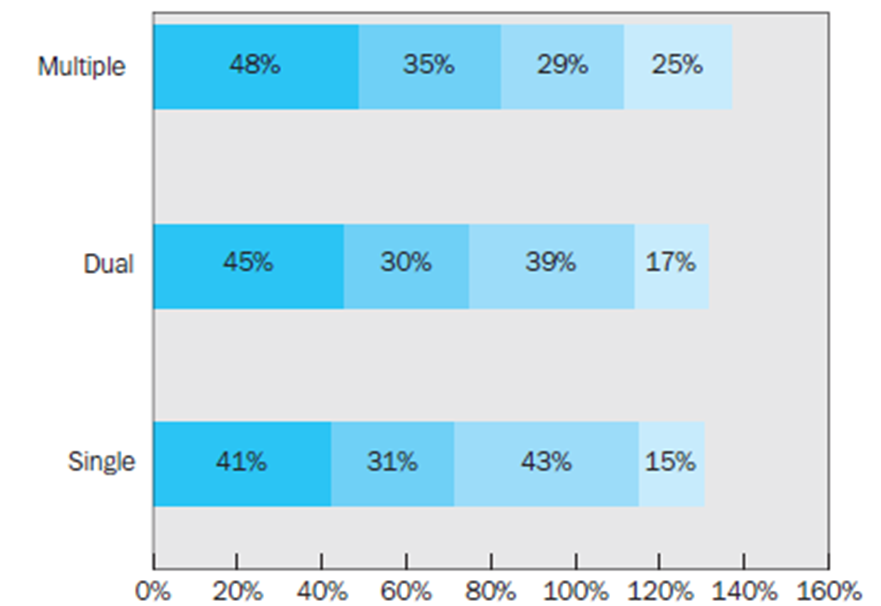 Multiple 48% 35% 29% 25%
Dual 45% 30% 39% 17%
Single 41% 31% 43% 15%
0% 20% 40% 60% 80% 100% 120% 140% 160%